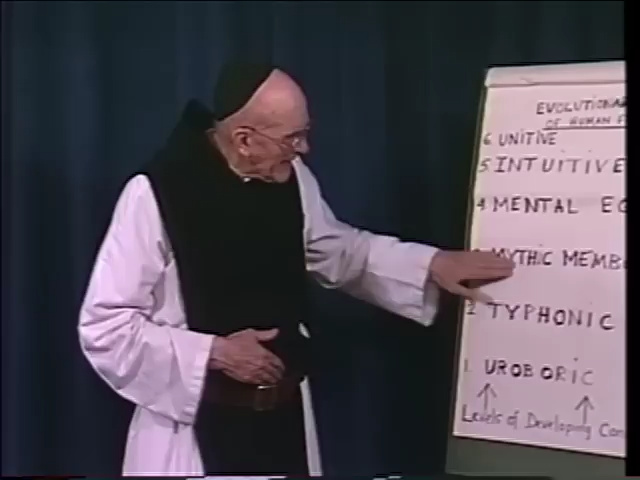 EVOLUTIONA
OF HUMAN F
6. UNITIVE
5. INTUITIVE
4 MENTAL EG
MYTHIC MEMB
2 TYPHONIC C
1. UROBORIC
Levels of Developing Con